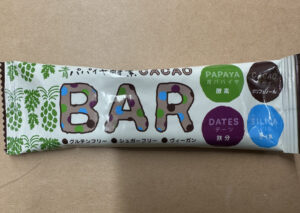 青パパイヤ酵素CACAO
BAR
PAPAYA
青パパイヤ
酵素
CACAO
ポリフェノール
DATES
デーツ
鉄分
SILICA
グルテンフリー
シュガーフリー
ヴィーガン